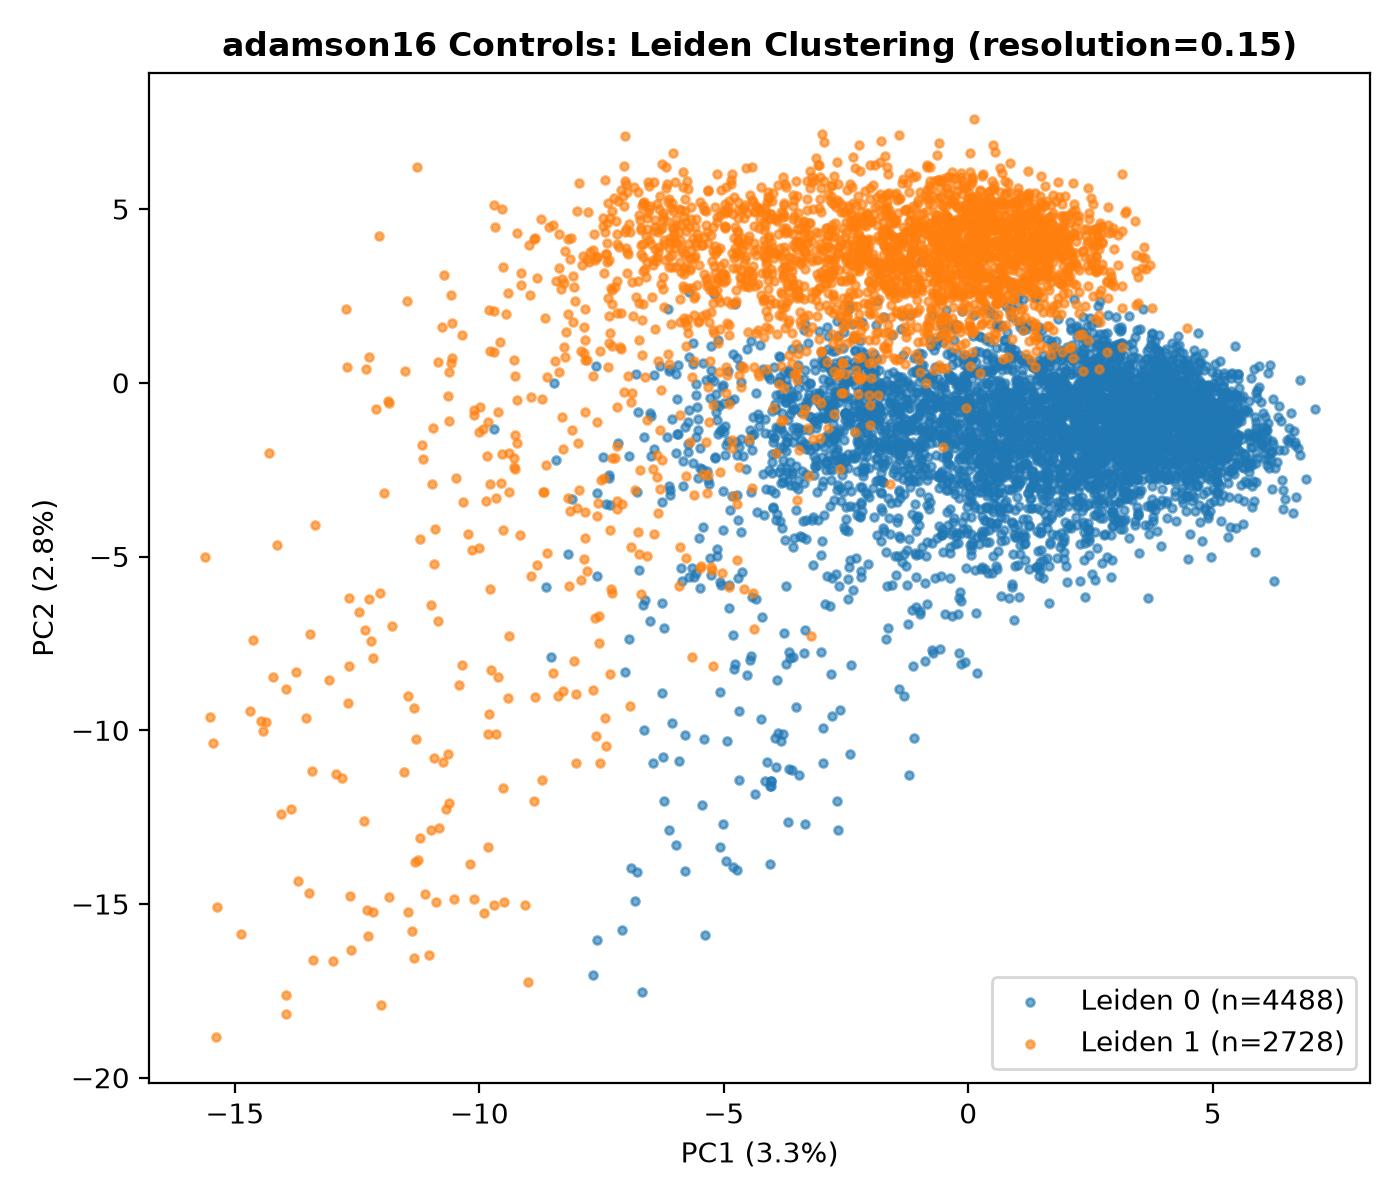 adamson16 Controls: Leiden Clustering (resolution=0.15)
PC2 (2.8%)
5
0
−5
−10
−15
−20
−15
−10
−5
0
5
PC1 (3.3%)
Leiden 0 (n=4488)
Leiden 1 (n=2728)